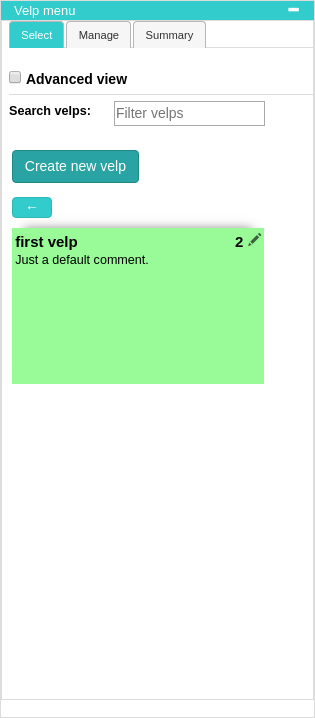 Velp menu
Select Manage Summary
Advanced view
Search velps: Filter velps
Create new velp
←
first velp 2
Just a default comment.